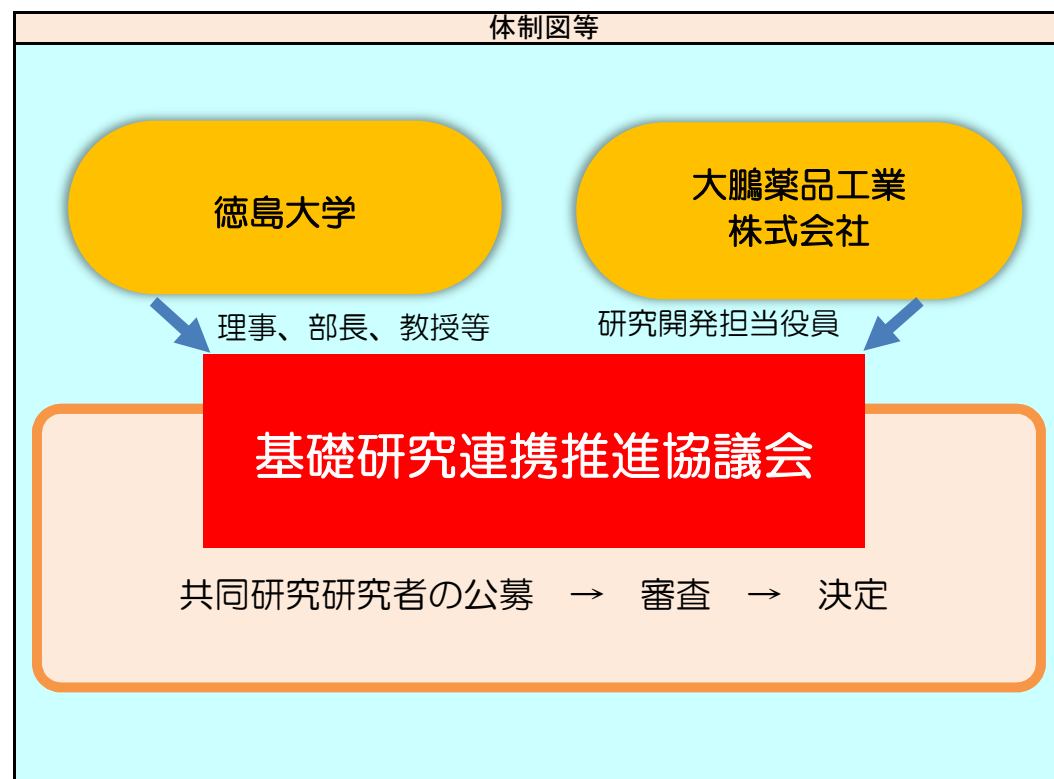 体制図等
徳島大学
大鵬薬品工業
株式会社
理事、部長、教授等
研究開発担当役員
基礎研究連携推進協議会
共同研究研究者の公募　→　審査　→　決定